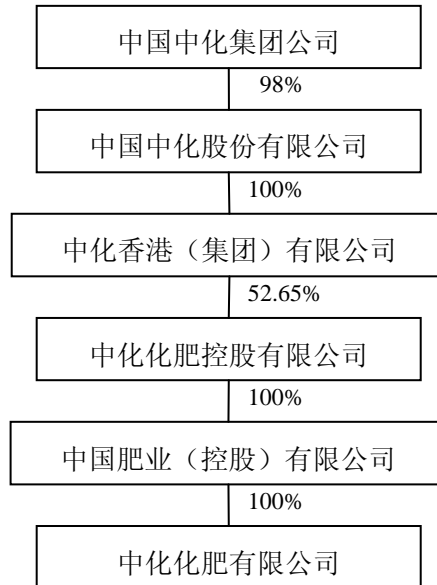 中国中化集团公司
98%
中国中化股份有限公司
100%
中化香港（集团）有限公司
52.65%
中化化肥控股有限公司
100%
中国肥业（控股）有限公司
100%
中化化肥有限公司